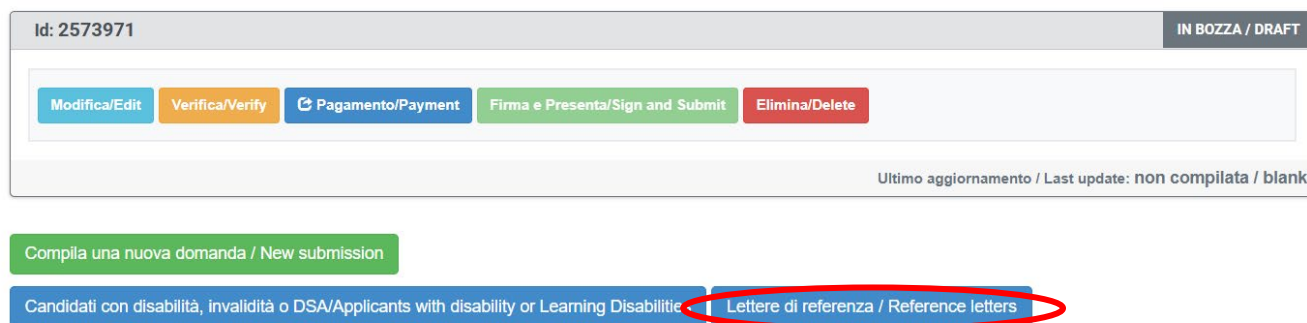 Id: 2573971 IN BOZZA / DRAFT
Modifica/Edit Verifica/Verify Pagamento/Payment Firma e Presenta/Sign and Submit Elimina/Delete
Ultimo aggiornamento / Last update: non compilata / blank
Compila una nuova domanda / New submission
Candidati con disabilità, invalidità o DSA/Applicants with disability or Learning Disabilities Lettere di referenza / Reference letters